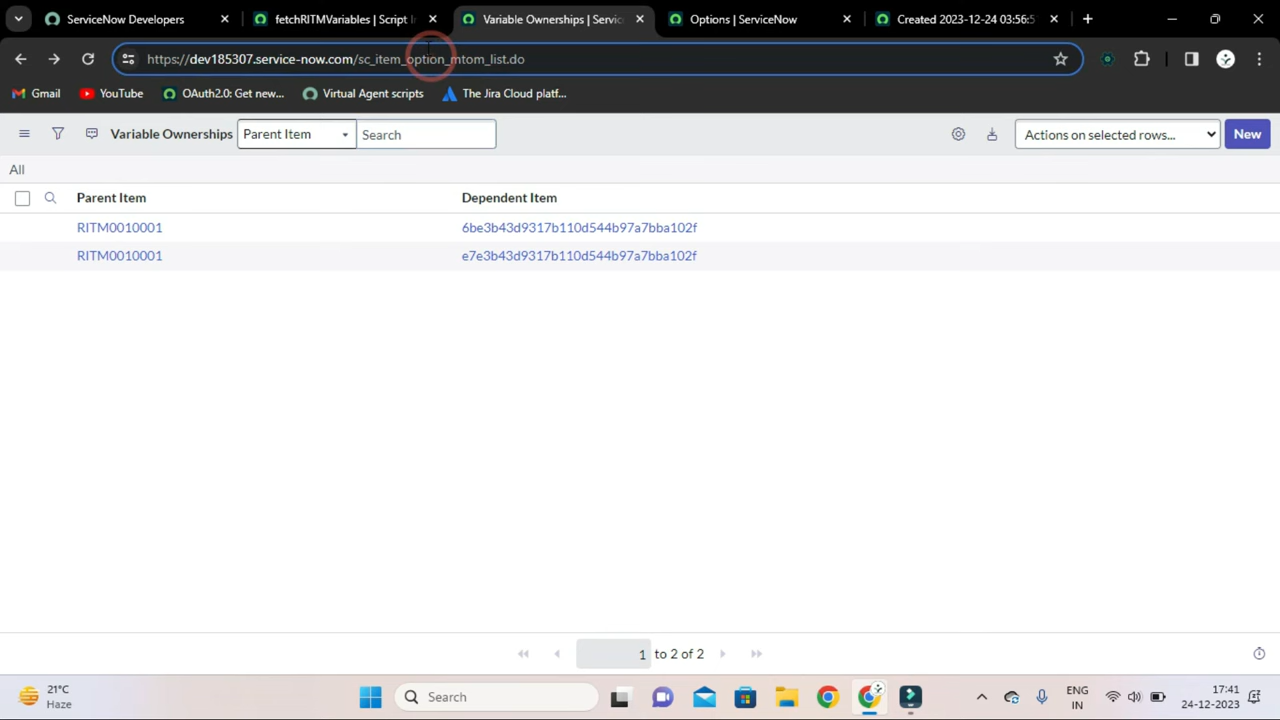 ServiceNow Developers
fetchRITMVariables | Script I
Variable Ownerships | Servic
Options | ServiceNow
Created 2023-12-24 03:56:5
https://dev185307.service-now.com/sc_item_option_mtom_list.do
Gmail
YouTube
OAuth2.0: Get new...
Virtual Agent scripts
The Jira Cloud platf...
Variable Ownerships
Parent Item
Search
Actions on selected rows...
New
All
Parent Item
Dependent Item
RITM0010001
6be3b43d9317b110d544b97a7bba102f
RITM0010001
e7e3b43d9317b110d544b97a7bba102f
1 to 2 of 2
21°C
Haze
Search
ENG
IN
17:41
24-12-2023